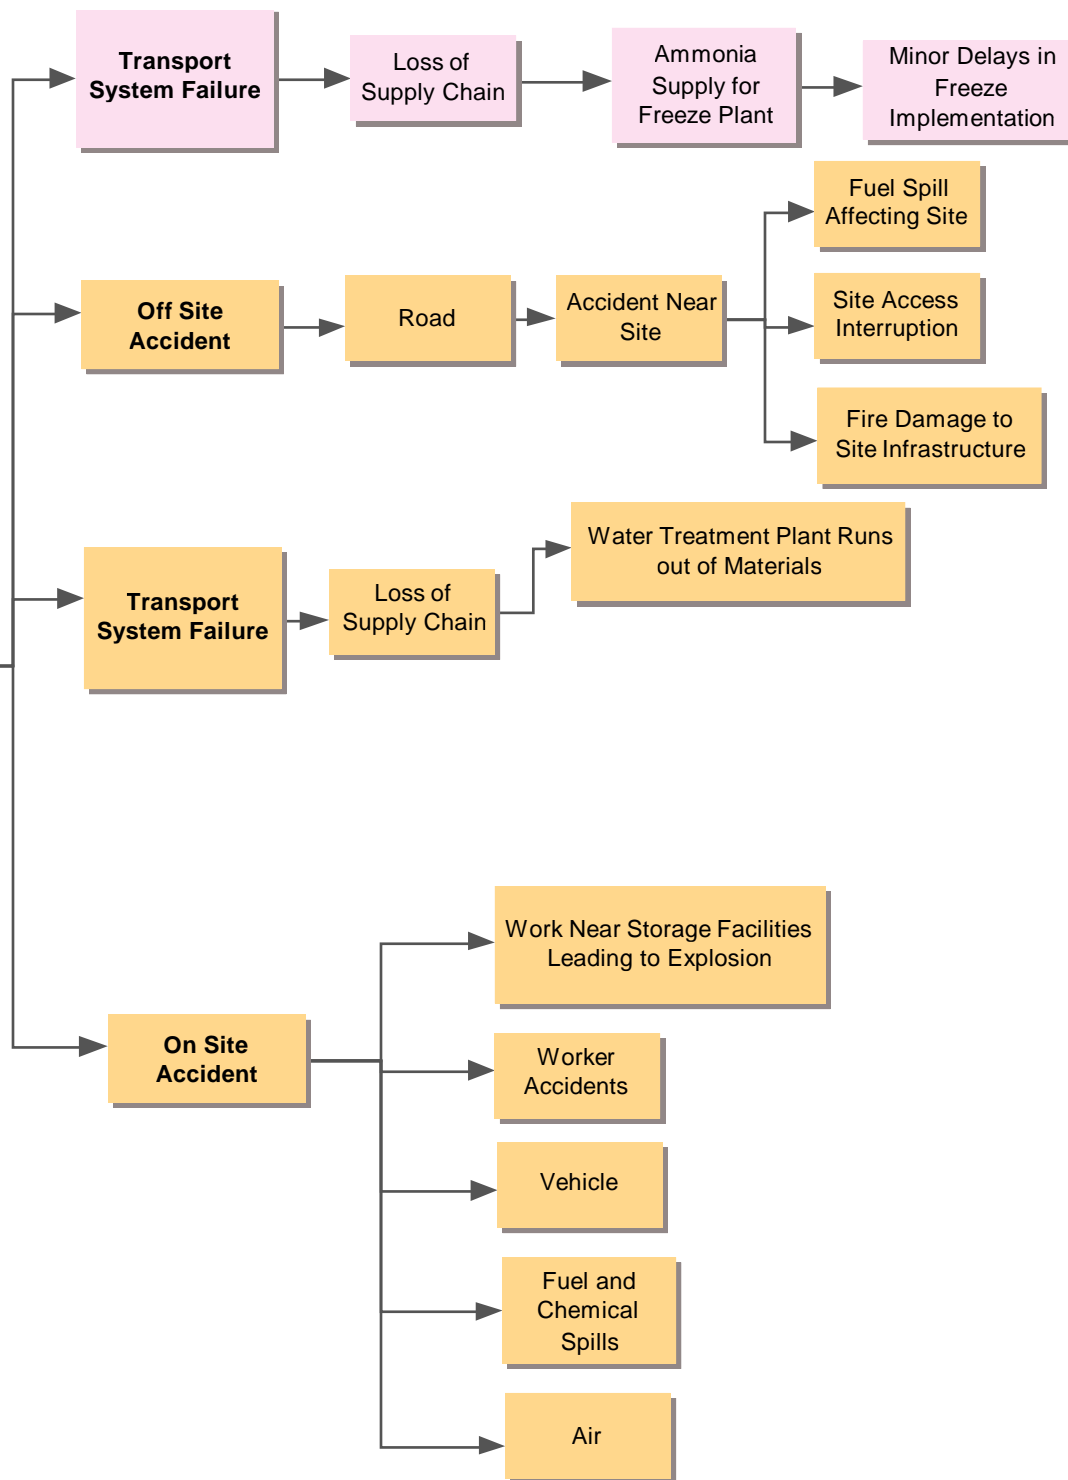 Transport
System Failure
Loss of
Supply Chain
Ammonia
Supply for
Freeze Plant
Minor Delays in
Freeze
Implementation
Fuel Spill
Affecting Site
Off Site
Accident
Road
Accident Near
Site
Site Access
Interruption
Fire Damage to
Site Infrastructure
Transport
System Failure
Loss of
Supply Chain
Water Treatment Plant Runs
out of Materials
On Site
Accident
Work Near Storage Facilities
Leading to Explosion
Worker
Accidents
Vehicle
Fuel and
Chemical
Spills
Air